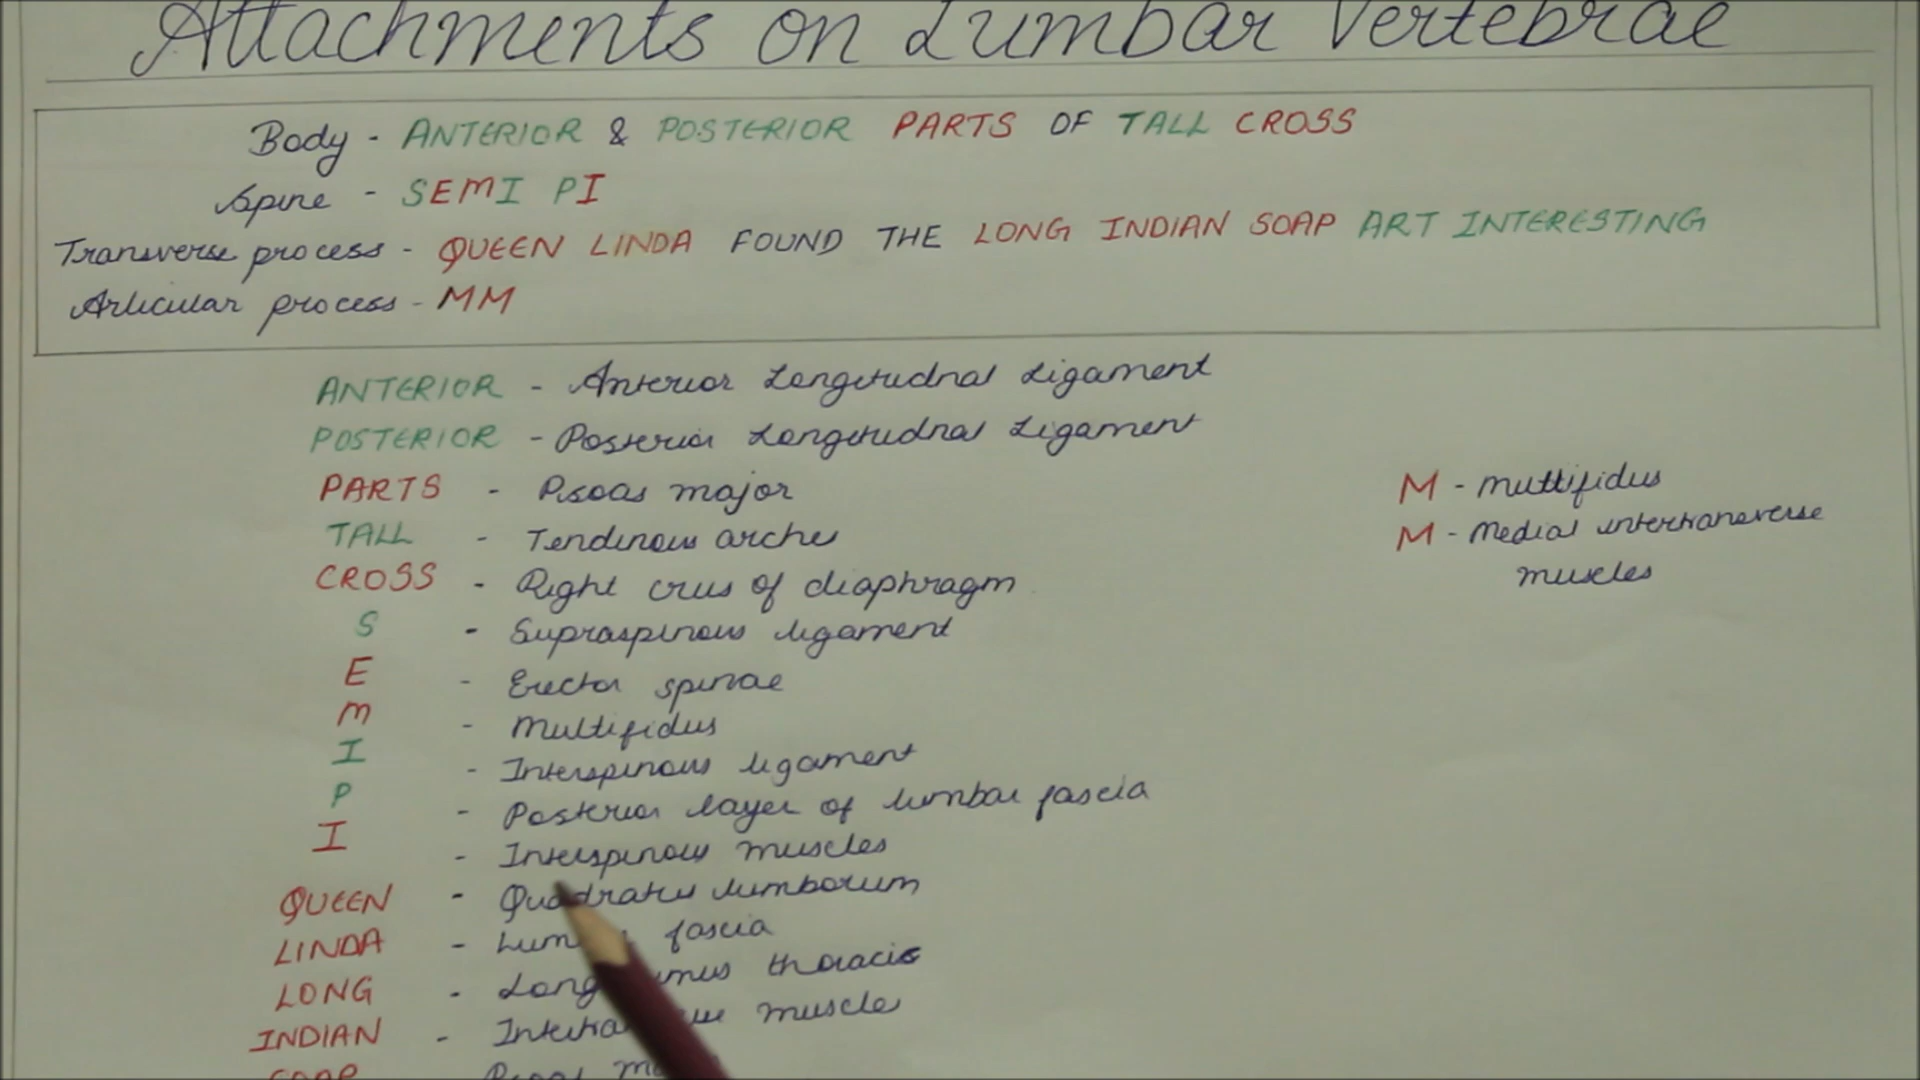 Attachments on Lumbar Vertebrae
Body - ANTERIOR & POSTERIOR PARTS OF TALL CROSS
Spine - SEMI PI
Transverse process - QUEEN LINDA FOUND THE LONG INDIAN SOAP ART INTERESTING
Articular process - MM
ANTERIOR - Anterior Longitudnal Ligament
POSTERIOR - Posterior Longitudnal Ligament
PARTS - Psoas major
TALL - Tendinous arches
CROSS - Right crus of diaphragm
S - Supraspinous ligament
E - Erector spinae
M - Multifidus
I - Interspinous ligament
P - Posterior layer of lumbar fascia
I - Interspinous muscles
QUEEN - Quadratus lumborum
LINDA - fascia
LONG - thoracis
INDIAN - muscle
SOAP Psoas
M - Multifidus
M - Medial intertransverse
muscles